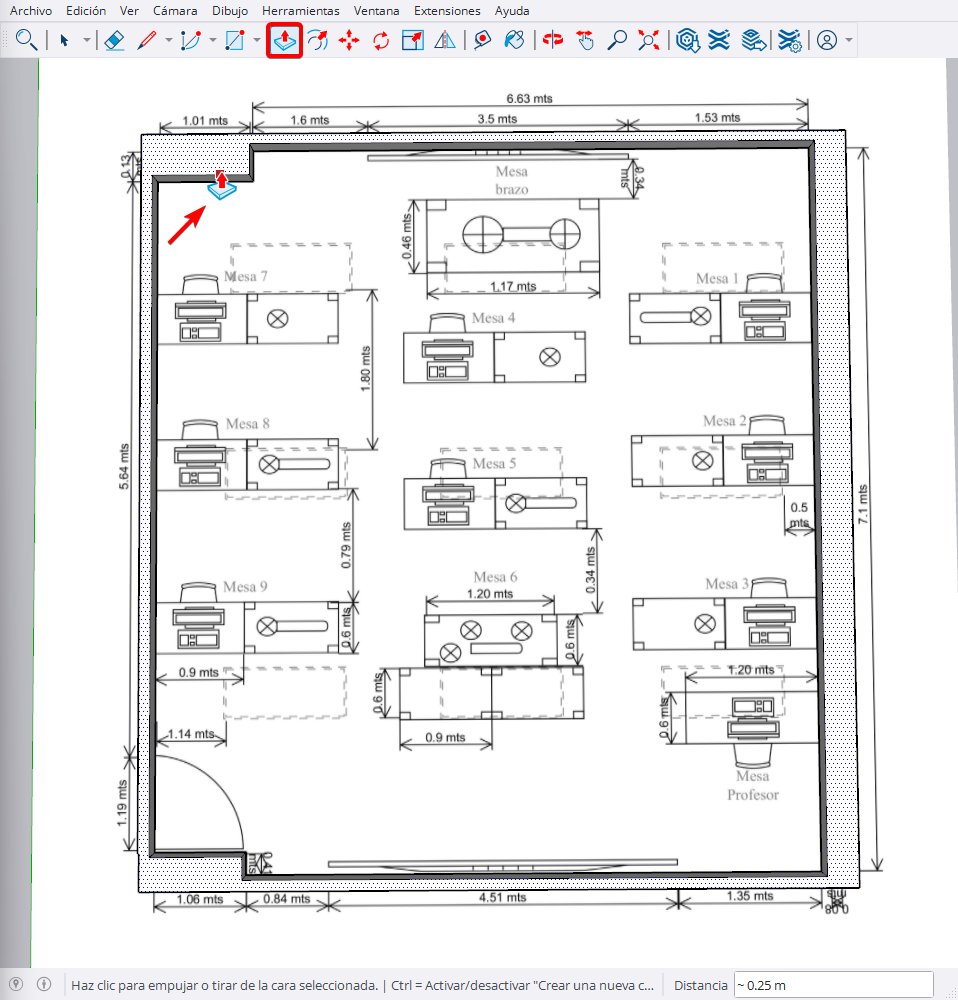 Archivo Edición Ver Cámara Dibujo Herramientas Ventana Extensiones Ayuda
6.63 mts
1.01 mts 1.6 mts 3.5 mts 1.53 mts
0.13
mts
0.34
mts
Mesa
brazo
0.46 mts
1.17 mts
Mesa 7
Mesa 1
Mesa 4
1.80 mts
Mesa 8
Mesa 2
Mesa 5
5.64 mts
7.1 mts
0.5
mts
0.79 mts
0.34 mts
Mesa 9
Mesa 6
Mesa 3
1.20 mts
0.6 mts
0.6 mts
0.9 mts
1.20 mts
0.6 mts
0.6 mts
1.14 mts
0.9 mts
Mesa
Profesor
1.19 mts
mts
1.06 mts 0.84 mts 4.51 mts 1.35 mts
mts
0.08
Haz clic para empujar o tirar de la cara seleccionada. | Ctrl = Activar/desactivar "Crear una nueva c... Distancia ~ 0.25 m